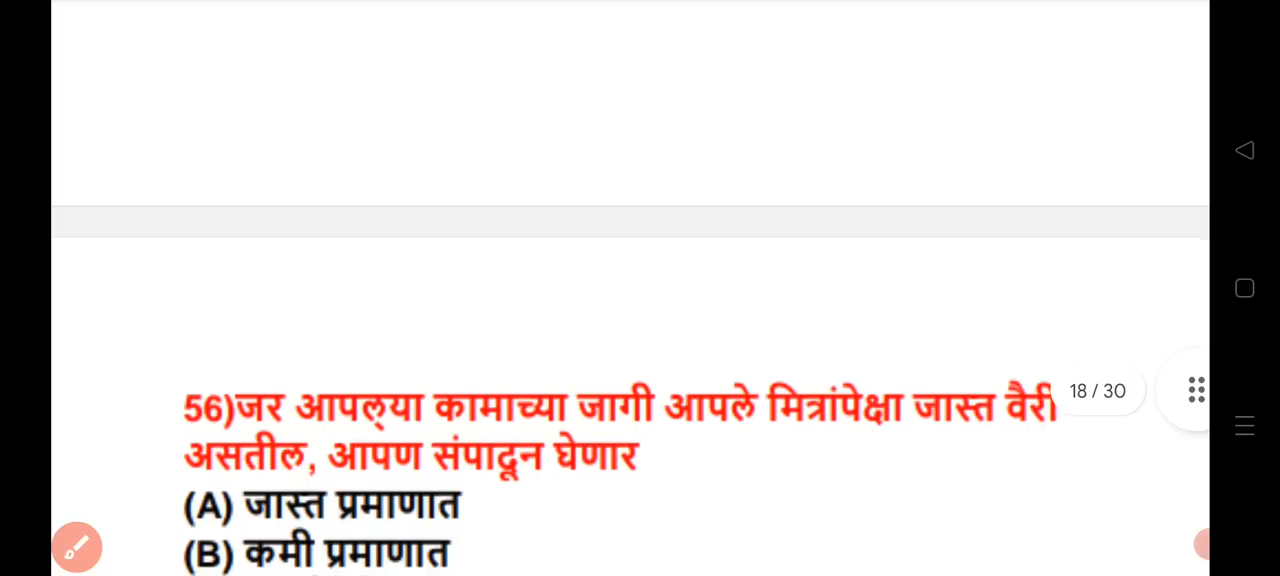 18 / 30
56)जर आपल्या कामाच्या जागी आपले मित्रांपेक्षा जास्त वैरी
असतील, आपण संपादून घेणार
(A) जास्त प्रमाणात
(B) कमी प्रमाणात